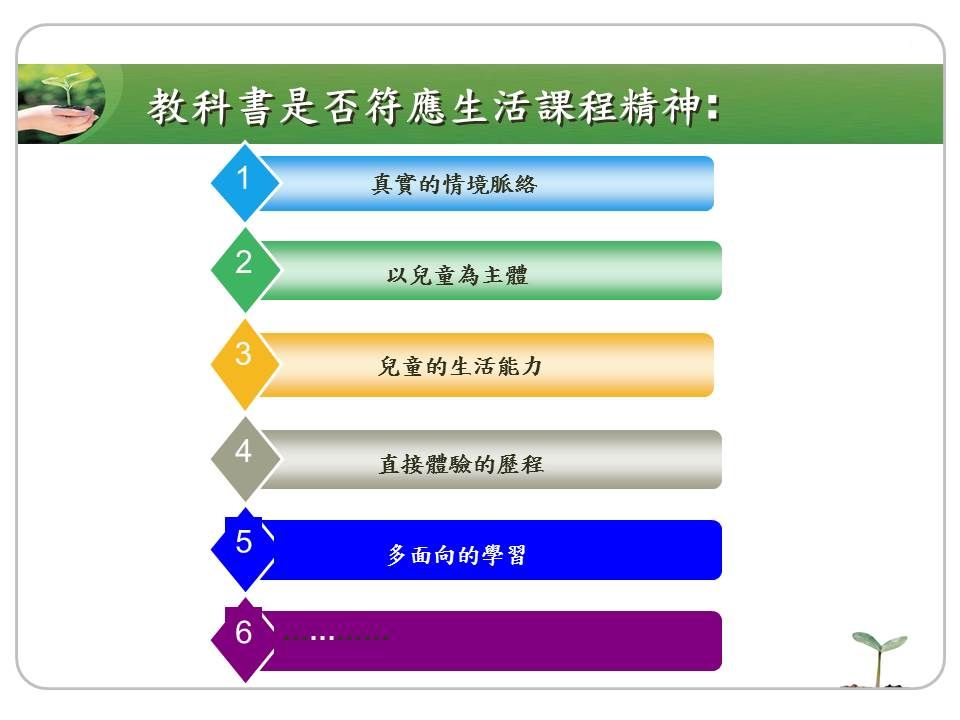 教科書是否符應生活課程精神:
1 真實的情境脈絡
2 以兒童為主體
3 兒童的生活能力
4 直接體驗的歷程
5 多面向的學習
6 …………